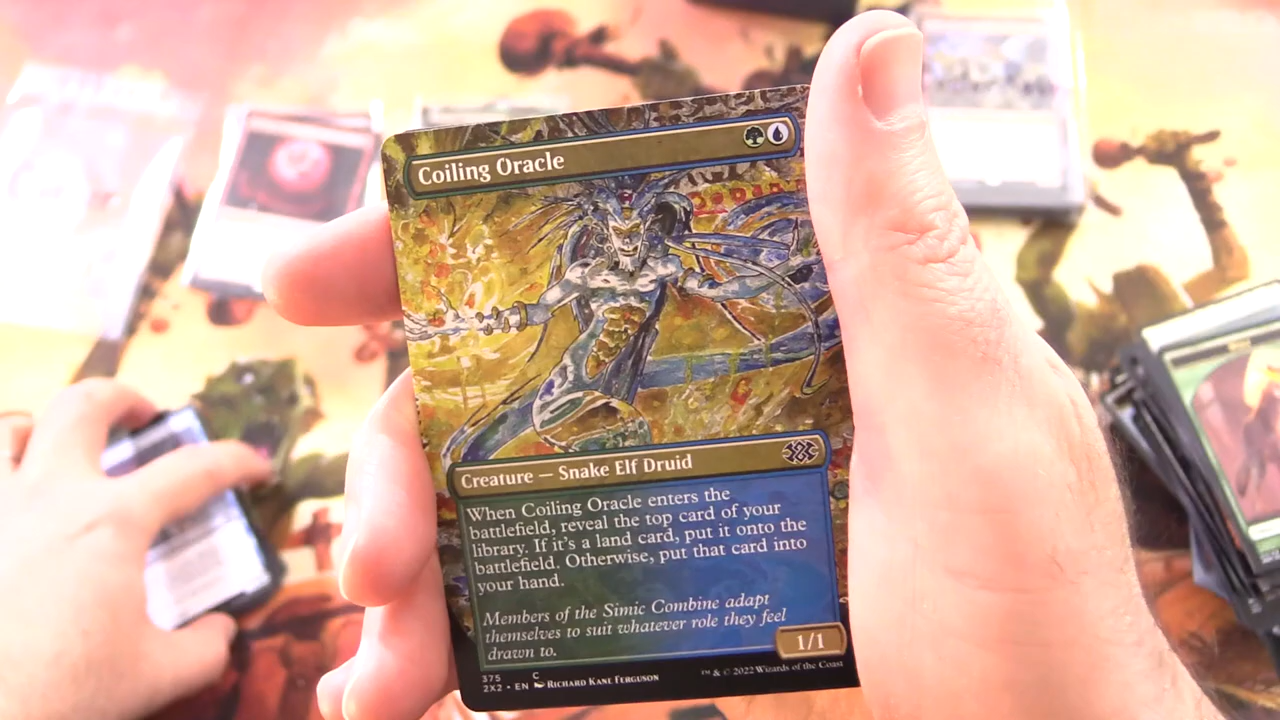 Coiling Oracle
Creature — Snake Elf Druid
When Coiling Oracle enters the
battlefield, reveal the top card of your
library. If it's a land card, put it onto the
battlefield. Otherwise, put that card into
your hand.
Members of the Simic Combine adapt
themselves to suit whatever role they feel
drawn to.
1/1
375 C
2X2 • EN Richard Kane Ferguson
™ & © 2022 Wizards of the Coast